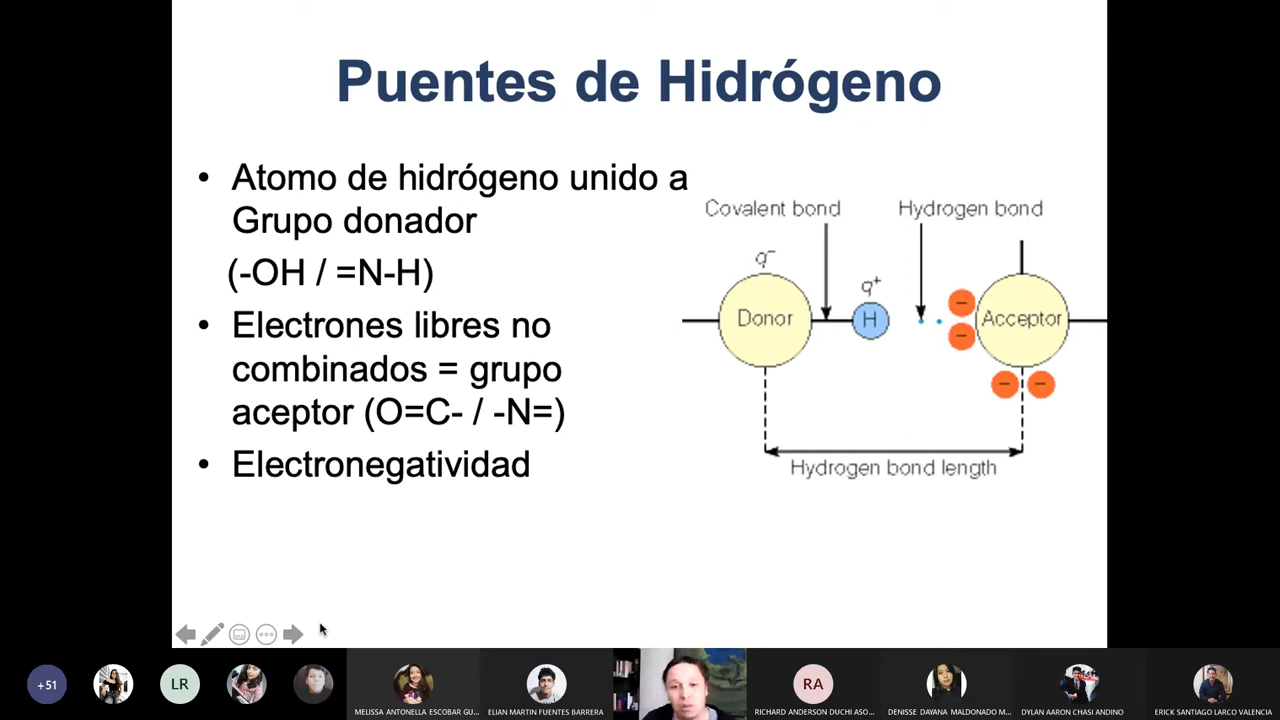 Puentes de Hidrógeno
• Atomo de hidrógeno unido a
Grupo donador
(-OH / =N-H)
• Electrones libres no
combinados = grupo
aceptor (O=C- / -N=)
• Electronegatividad
Covalent bond
Hydrogen bond
q⁻
q⁺
Donor
H
Acceptor
− − − −
Hydrogen bond length
+51
LR
MELISSA ANTONELLA ESCOBAR GU...
ELIAN MARTIN FUENTES BARRERA
RA
RICHARD ANDERSON DUCHI ASO...
DENISSE DAYANA MALDONADO M...
DYLAN AARON CHASI ANDINO
ERICK SANTIAGO LARCO VALENCIA